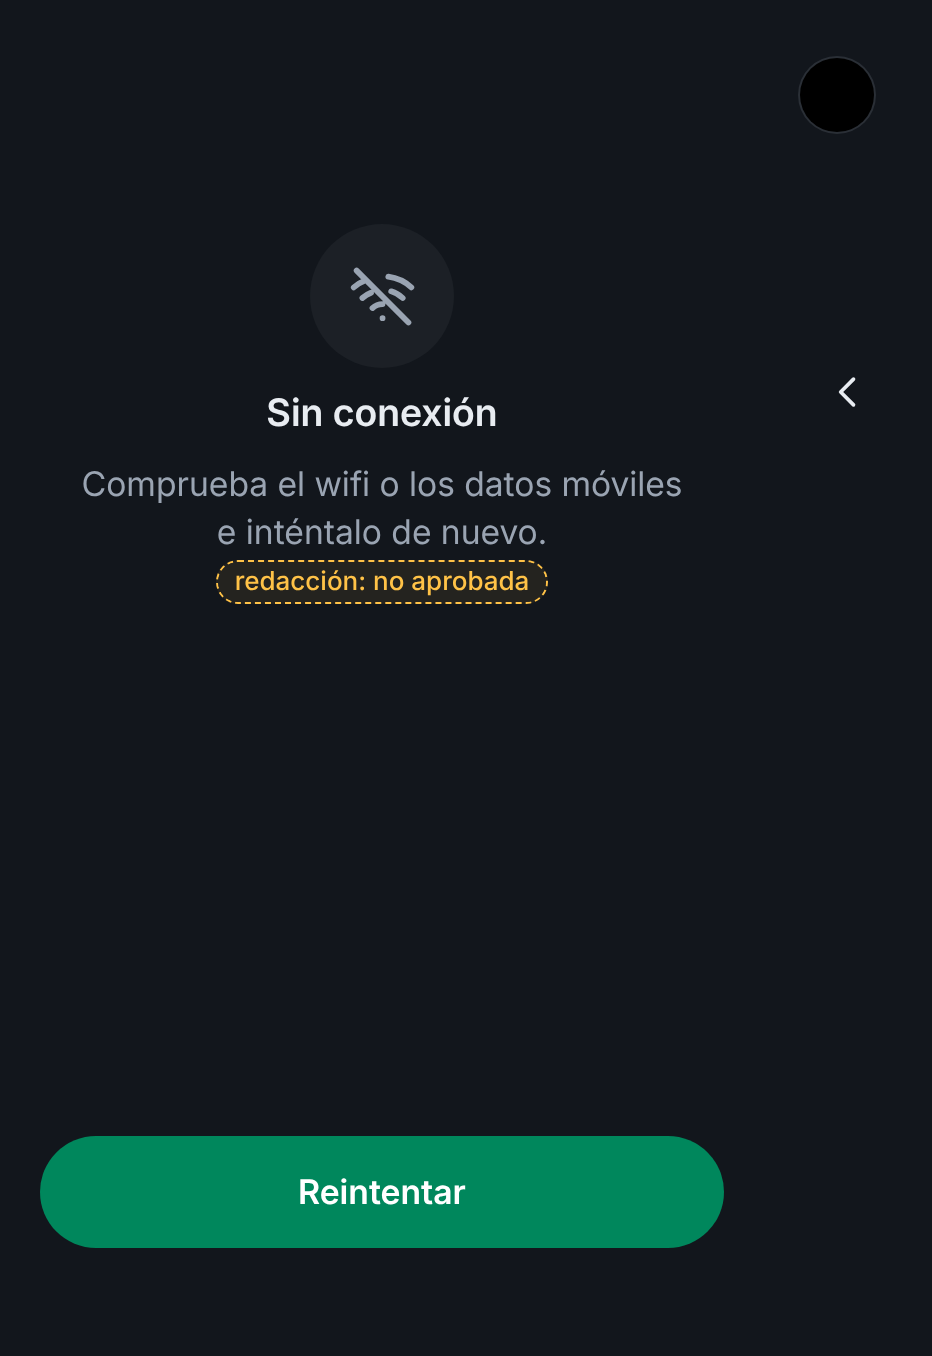 Sin conexión
Comprueba el wifi o los datos móviles
e inténtalo de nuevo.
redacción: no aprobada
Reintentar